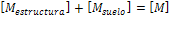 [M_estructura] + [M_suelo] = [M]